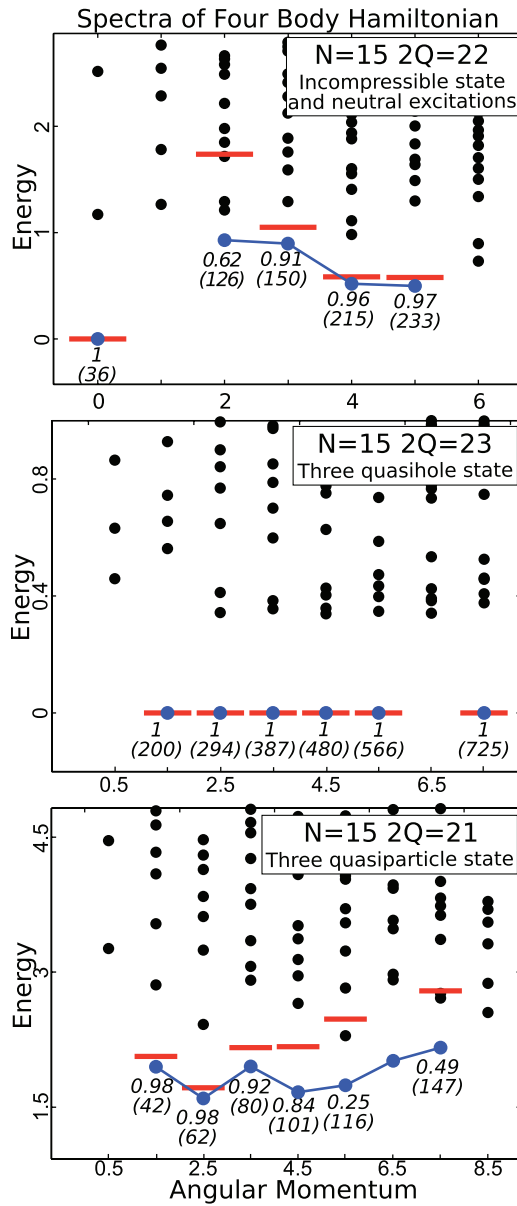 Spectra of Four Body Hamiltonian
N=15 2Q=22
Incompressible state
and neutral excitations
Energy
2
1
0
0.62
(126)
0.91
(150)
0.96
(215)
0.97
(233)
1
(36)
0 2 4 6
N=15 2Q=23
Three quasihole state
Energy
0.8
0.4
0
1 1 1 1 1 1
(200) (294) (387) (480) (566) (725)
0.5 2.5 4.5 6.5
N=15 2Q=21
Three quasiparticle state
Energy
4.5
3
1.5
0.98
(42)
0.98
(62)
0.92
(80)
0.84
(101)
0.25
(116)
0.49
(147)
0.5 2.5 4.5 6.5 8.5
Angular Momentum